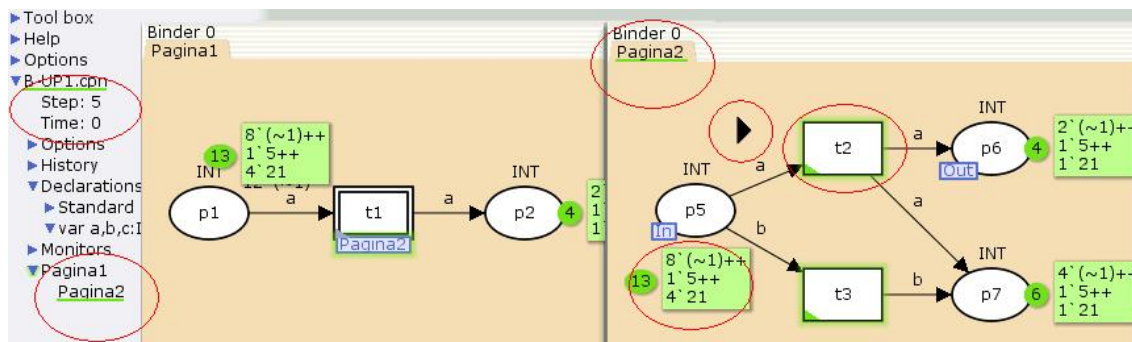 Tool box
Help
Options
B-UP1.cpn
Step: 5
Time: 0
Options
History
Declarations
Standard
var a,b,c:I
Monitors
Pagina1
Pagina2
Binder 0
Pagina1
8`(~1)++
1`5++
4`21
13
INT
12`(~1)
p1
a
t1
Pagina2
a
INT
p2
4
2`
1`
1`
Binder 0
Pagina2
INT
2`(~1)++
1`5++
1`21
t2
a
p6
4
Out
a
a
p5
In
b
INT
8`(~1)++
1`5++
4`21
13
t3
b
p7
6
4`(~1)++
1`5++
1`21